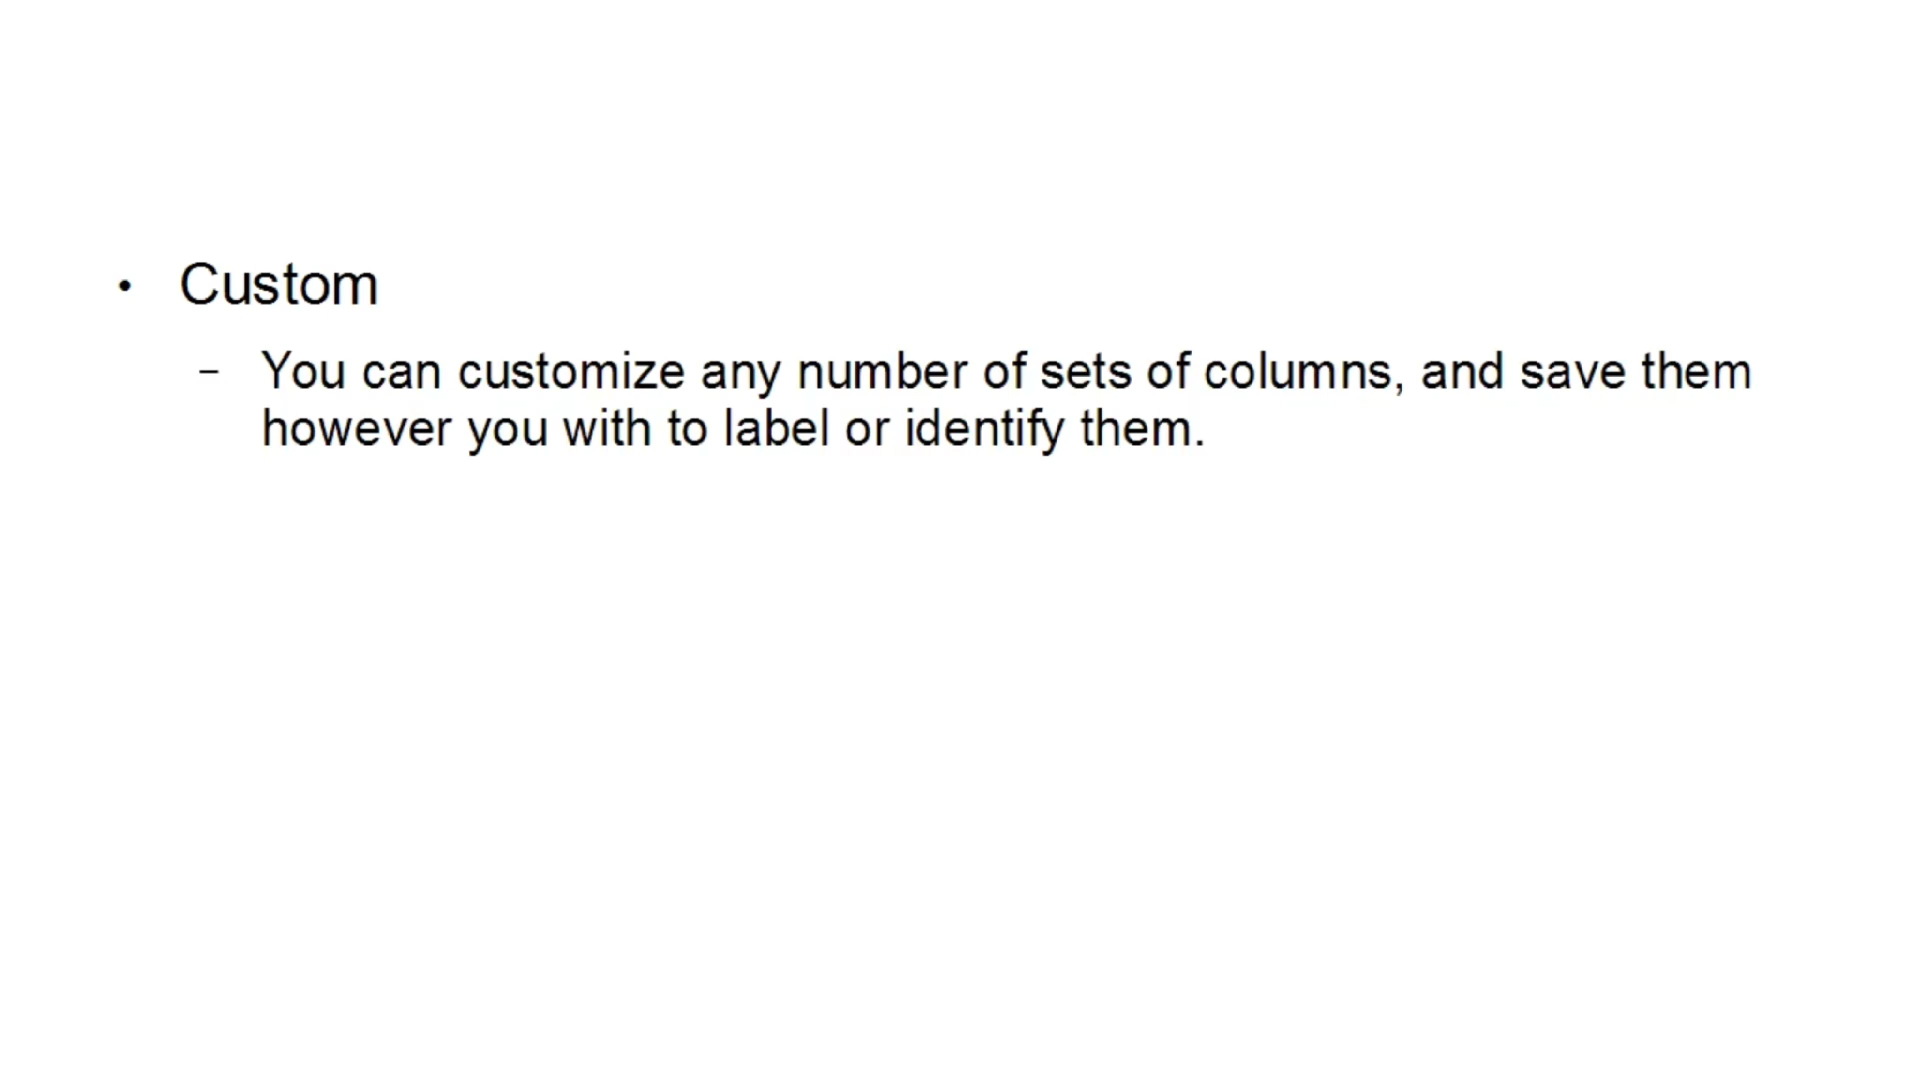 • Custom
– You can customize any number of sets of columns, and save them
however you with to label or identify them.